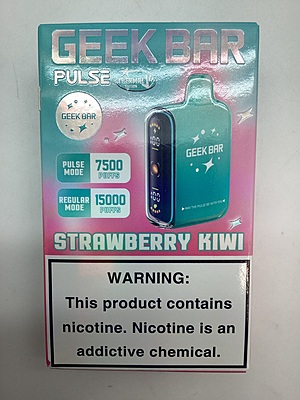 GEEK BAR
PULSE
GEEK BAR
GEEK BAR
PULSE
MODE
7500
PUFFS
REGULAR
MODE
15000
PUFFS
STRAWBERRY KIWI
WARNING:
This product contains
nicotine. Nicotine is an
addictive chemical.